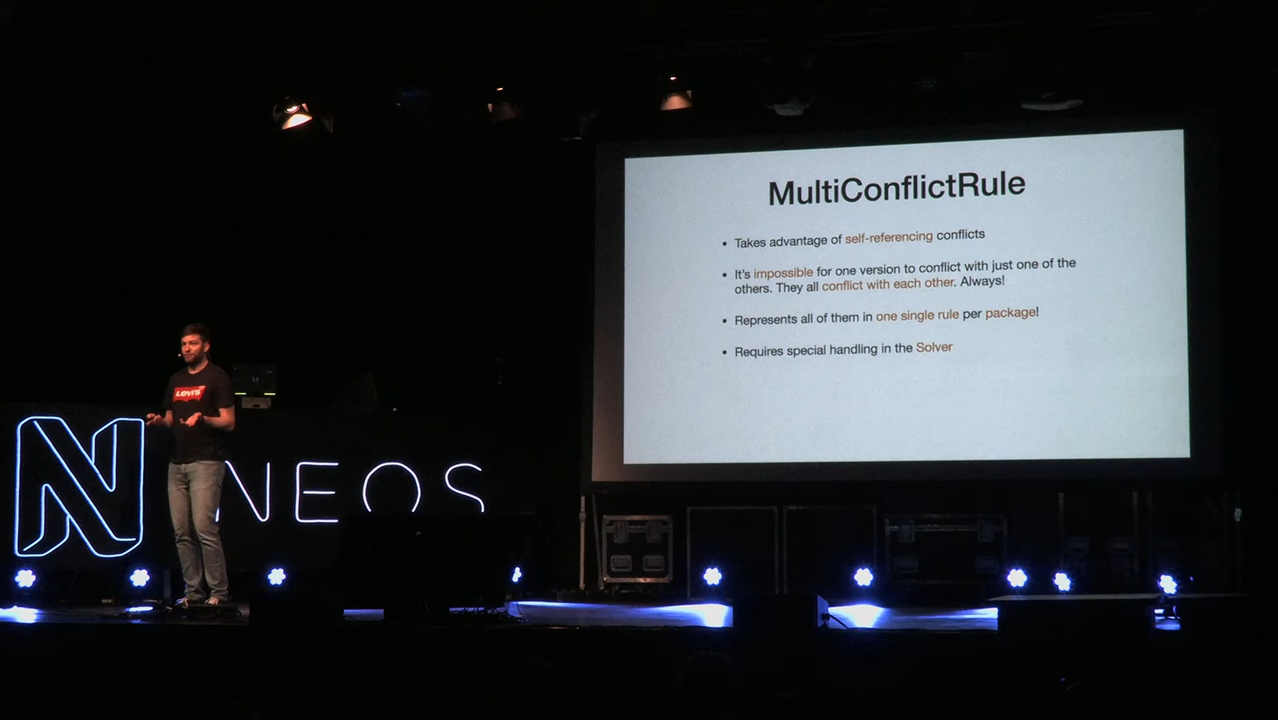 MultiConflictRule
• Takes advantage of self-referencing conflicts
• It's impossible for one version to conflict with just one of the
others. They all conflict with each other. Always!
• Represents all of them in one single rule per package!
• Requires special handling in the Solver
Levi's
N NEOS